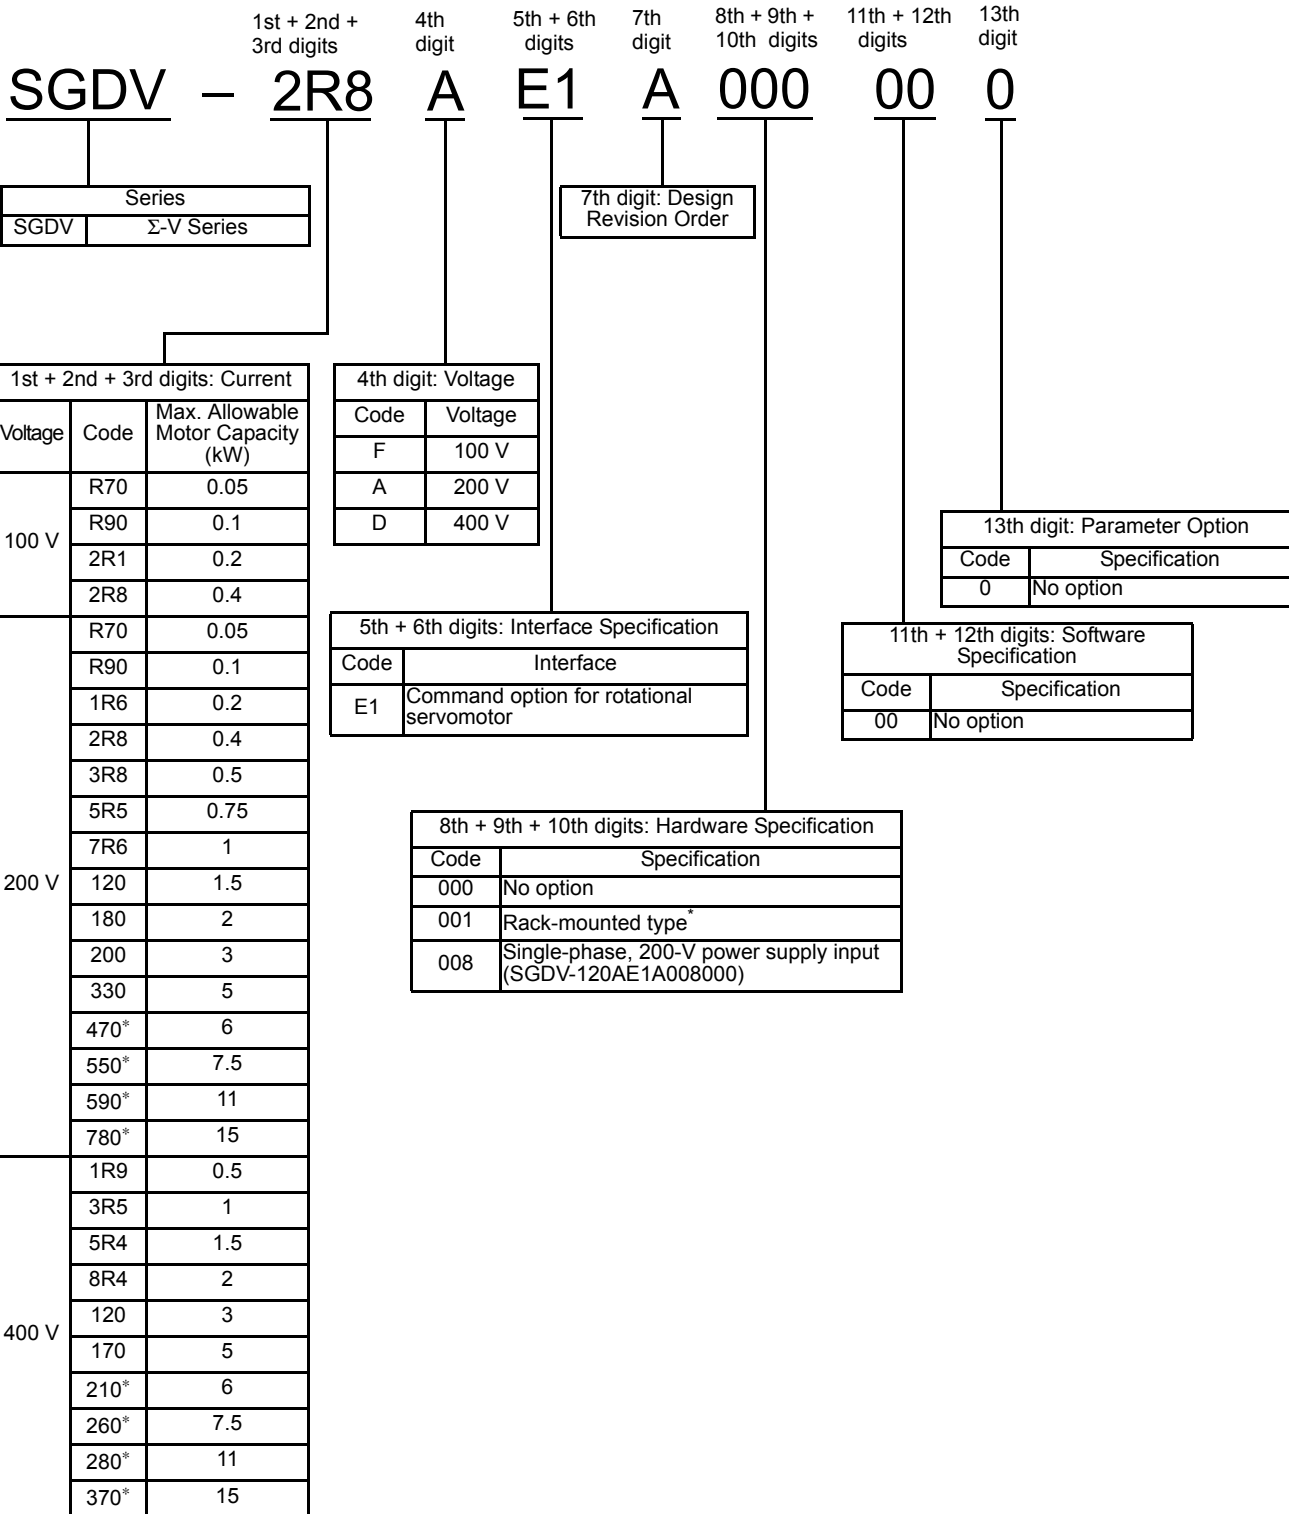 1st + 2nd + 3rd digits
4th digit
5th + 6th digits
7th digit
8th + 9th + 10th digits
11th + 12th digits
13th digit
SGDV – 2R8 A E1 A 000 00 0
Series
SGDV Σ-V Series
7th digit: Design
Revision Order
1st + 2nd + 3rd digits: Current
Voltage Code Max. Allowable Motor Capacity (kW)
100 V
R70 0.05
R90 0.1
2R1 0.2
2R8 0.4
200 V
R70 0.05
R90 0.1
1R6 0.2
2R8 0.4
3R8 0.5
5R5 0.75
7R6 1
120 1.5
180 2
200 3
330 5
470* 6
550* 7.5
590* 11
780* 15
400 V
1R9 0.5
3R5 1
5R4 1.5
8R4 2
120 3
170 5
210* 6
260* 7.5
280* 11
370* 15
4th digit: Voltage
Code Voltage
F 100 V
A 200 V
D 400 V
5th + 6th digits: Interface Specification
Code Interface
E1 Command option for rotational
servomotor
8th + 9th + 10th digits: Hardware Specification
Code Specification
000 No option
001 Rack-mounted type*
008 Single-phase, 200-V power supply input
(SGDV-120AE1A008000)
11th + 12th digits: Software
Specification
Code Specification
00 No option
13th digit: Parameter Option
Code Specification
0 No option